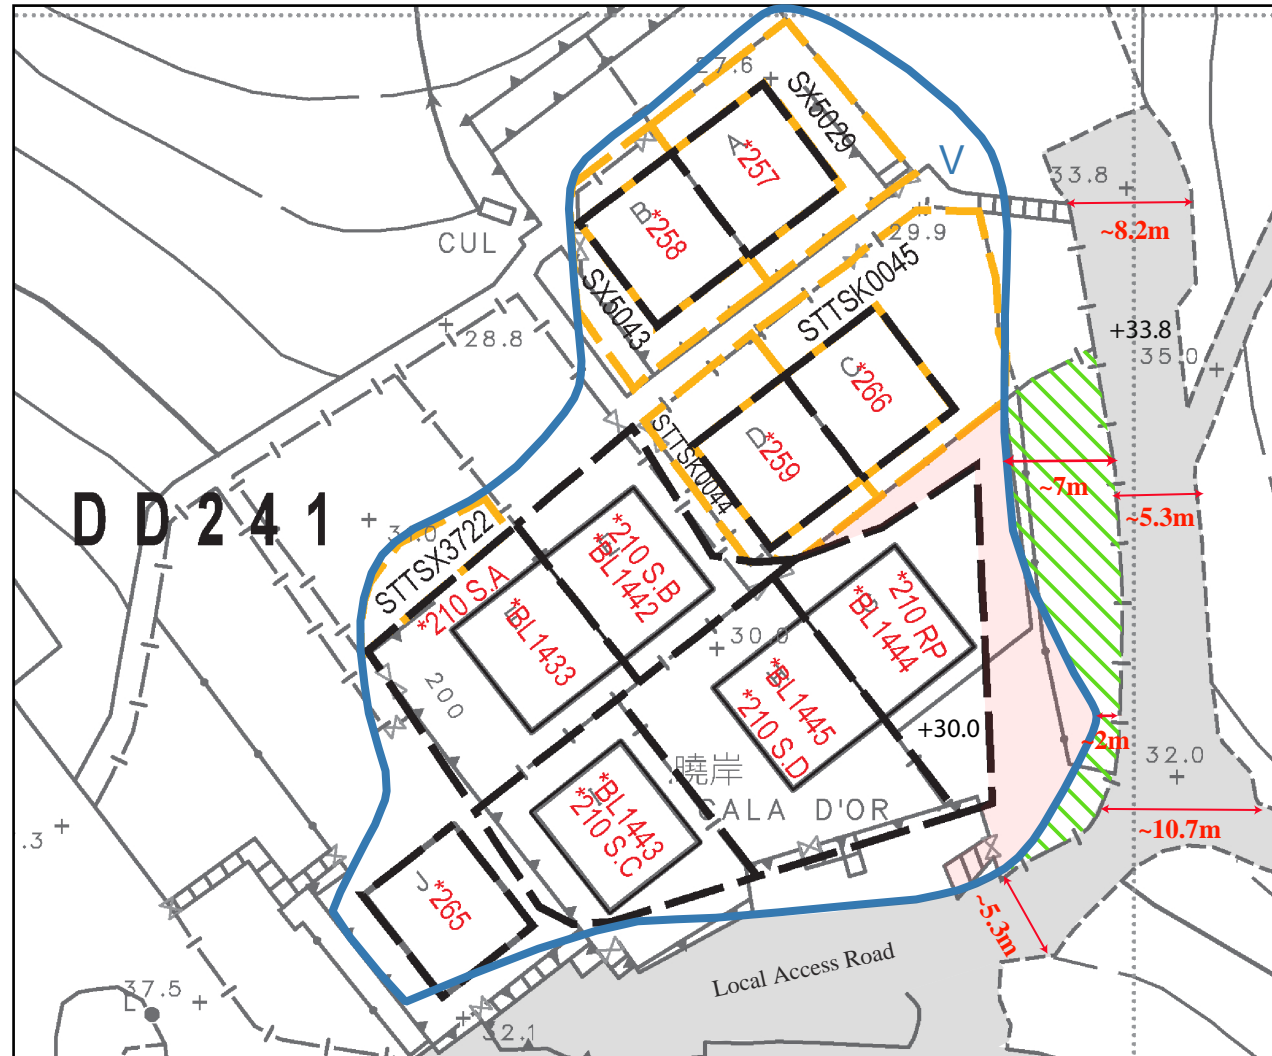 27.6
SX5029
A
*257
V
33.8
B
*258
~8.2m
CUL
29.9
SX5043
STTSK0045
28.8
+33.8
35.0
C
*266
STTSK0044
D
*259
~7m
DD241
~5.3m
STTSX3722
*210 S.B
BL1442
*210 S.A
*BL1433
*210 RP
*BL1444
30.0
200
*BL1445
*210 S.D
+30.0
~2m
曉岸
CALA D'OR
32.0
*BL1443
*210 S.C
~10.7m
.3
J
*265
~5.3m
Local Access Road
37.5
32.1